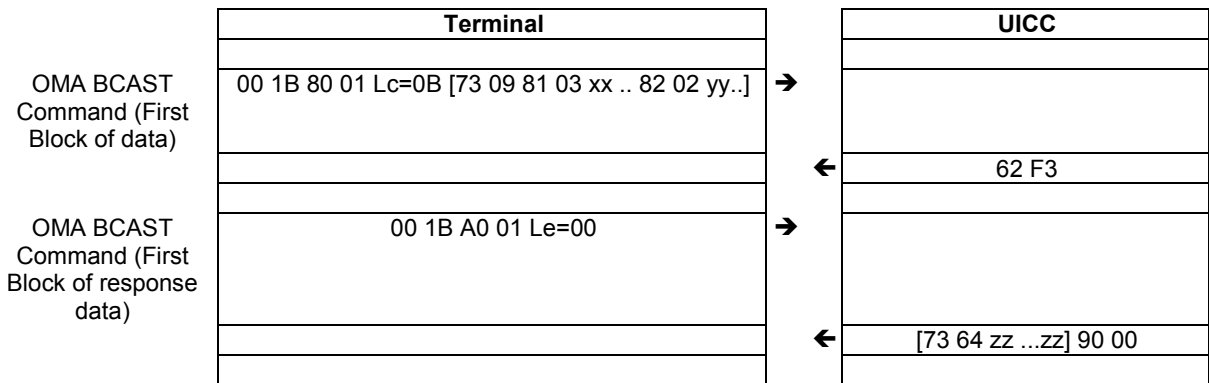 Terminal
UICC
OMA BCAST
Command (First
Block of data)
00 1B 80 01 Lc=0B [73 09 81 03 xx .. 82 02 yy..]
➔
🡸
62 F3
OMA BCAST
Command (First
Block of response
data)
00 1B A0 01 Le=00
➔
🡸
[73 64 zz ...zz] 90 00